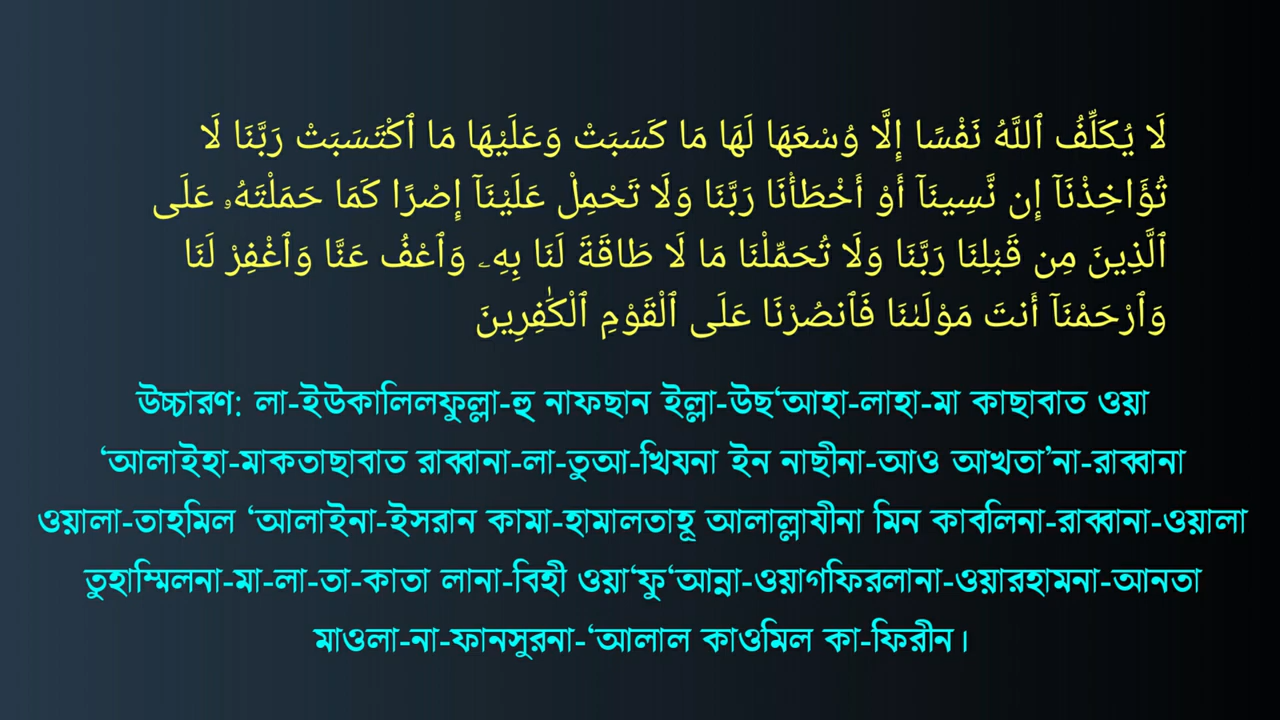 لَا يُكَلِّفُ ٱللَّهُ نَفْسًا إِلَّا وُسْعَهَا لَهَا مَا كَسَبَتْ وَعَلَيْهَا مَا ٱكْتَسَبَتْ رَبَّنَا لَا
تُؤَاخِذْنَآ إِن نَّسِينَآ أَوْ أَخْطَأْنَا رَبَّنَا وَلَا تَحْمِلْ عَلَيْنَآ إِصْرًا كَمَا حَمَلْتَهُۥ عَلَى
ٱلَّذِينَ مِن قَبْلِنَا رَبَّنَا وَلَا تُحَمِّلْنَا مَا لَا طَاقَةَ لَنَا بِهِۦ وَٱعْفُ عَنَّا وَٱغْفِرْ لَنَا
وَٱرْحَمْنَآ أَنتَ مَوْلَىٰنَا فَٱنصُرْنَا عَلَى ٱلْقَوْمِ ٱلْكَٰفِرِينَ
উচ্চারণ: লা-ইউকালিলফুল্লা-হু নাফছান ইল্লা-উছ‘আহা-লাহা-মা কাছাবাত ওয়া
‘আলাইহা-মাকতাছাবাত রাব্বানা-লা-তুআ-খিযনা ইন নাছীনা-আও আখতা’না-রাব্বানা
ওয়ালা-তাহমিল ‘আলাইনা-ইসরান কামা-হামালতাহূ আলাল্লাযীনা মিন কাবলিনা-রাব্বানা-ওয়ালা
তুহাম্মিলনা-মা-লা-তা-কাতা লানা-বিহী ওয়া‘ফু‘আন্না-ওয়াগফিরলানা-ওয়ারহামনা-আনতা
মাওলা-না-ফানসুরনা-‘আলাল কাওমিল কা-ফিরীন।